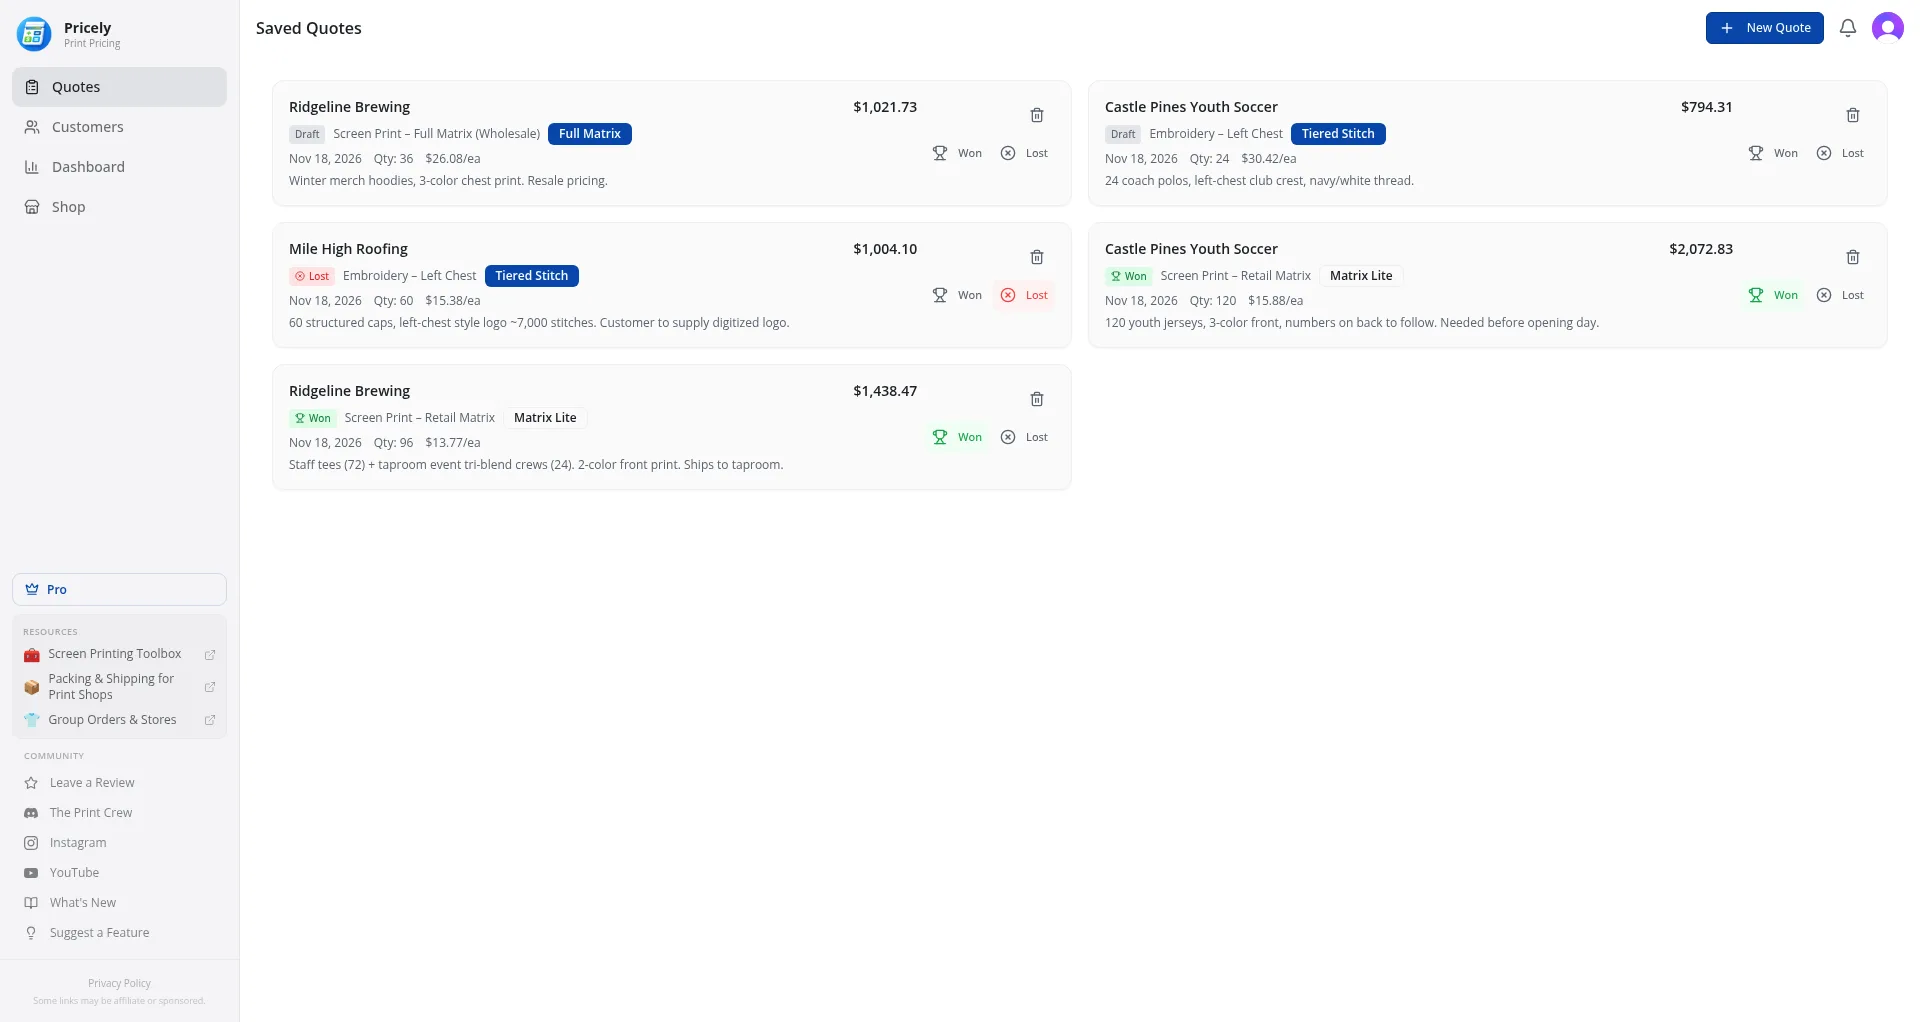 Pricely
Print Pricing
Quotes
Customers
Dashboard
Shop
Pro
RESOURCES
Screen Printing Toolbox
Packing & Shipping for
Print Shops
Group Orders & Stores
COMMUNITY
Leave a Review
The Print Crew
Instagram
YouTube
What's New
Suggest a Feature
Privacy Policy
Some links may be affiliate or sponsored.
Saved Quotes
New Quote
Ridgeline Brewing $1,021.73
Draft Screen Print – Full Matrix (Wholesale) Full Matrix
Won Lost
Nov 18, 2026 Qty: 36 $26.08/ea
Winter merch hoodies, 3-color chest print. Resale pricing.
Castle Pines Youth Soccer $794.31
Draft Embroidery – Left Chest Tiered Stitch
Won Lost
Nov 18, 2026 Qty: 24 $30.42/ea
24 coach polos, left-chest club crest, navy/white thread.
Mile High Roofing $1,004.10
Lost Embroidery – Left Chest Tiered Stitch
Won Lost
Nov 18, 2026 Qty: 60 $15.38/ea
60 structured caps, left-chest style logo ~7,000 stitches. Customer to supply digitized logo.
Castle Pines Youth Soccer $2,072.83
Won Screen Print – Retail Matrix Matrix Lite
Won Lost
Nov 18, 2026 Qty: 120 $15.88/ea
120 youth jerseys, 3-color front, numbers on back to follow. Needed before opening day.
Ridgeline Brewing $1,438.47
Won Screen Print – Retail Matrix Matrix Lite
Won Lost
Nov 18, 2026 Qty: 96 $13.77/ea
Staff tees (72) + taproom event tri-blend crews (24). 2-color front print. Ships to taproom.